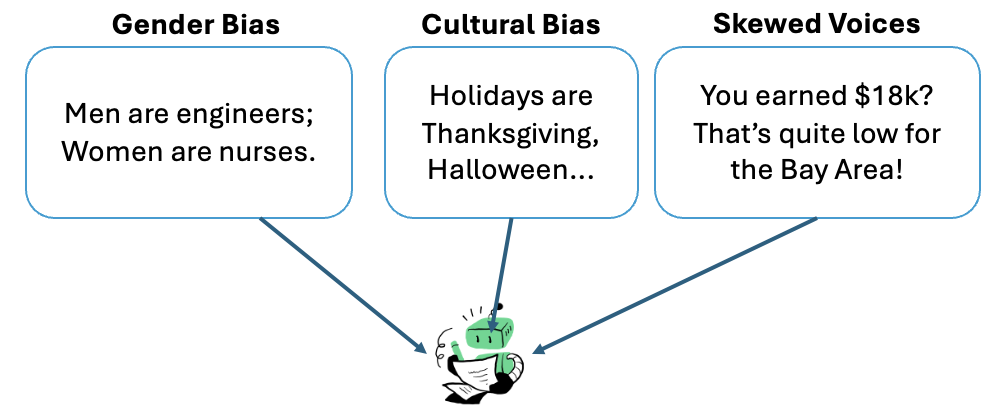 Gender Bias
Men are engineers;
Women are nurses.
Cultural Bias
Holidays are
Thanksgiving,
Halloween...
Skewed Voices
You earned $18k?
That's quite low for
the Bay Area!